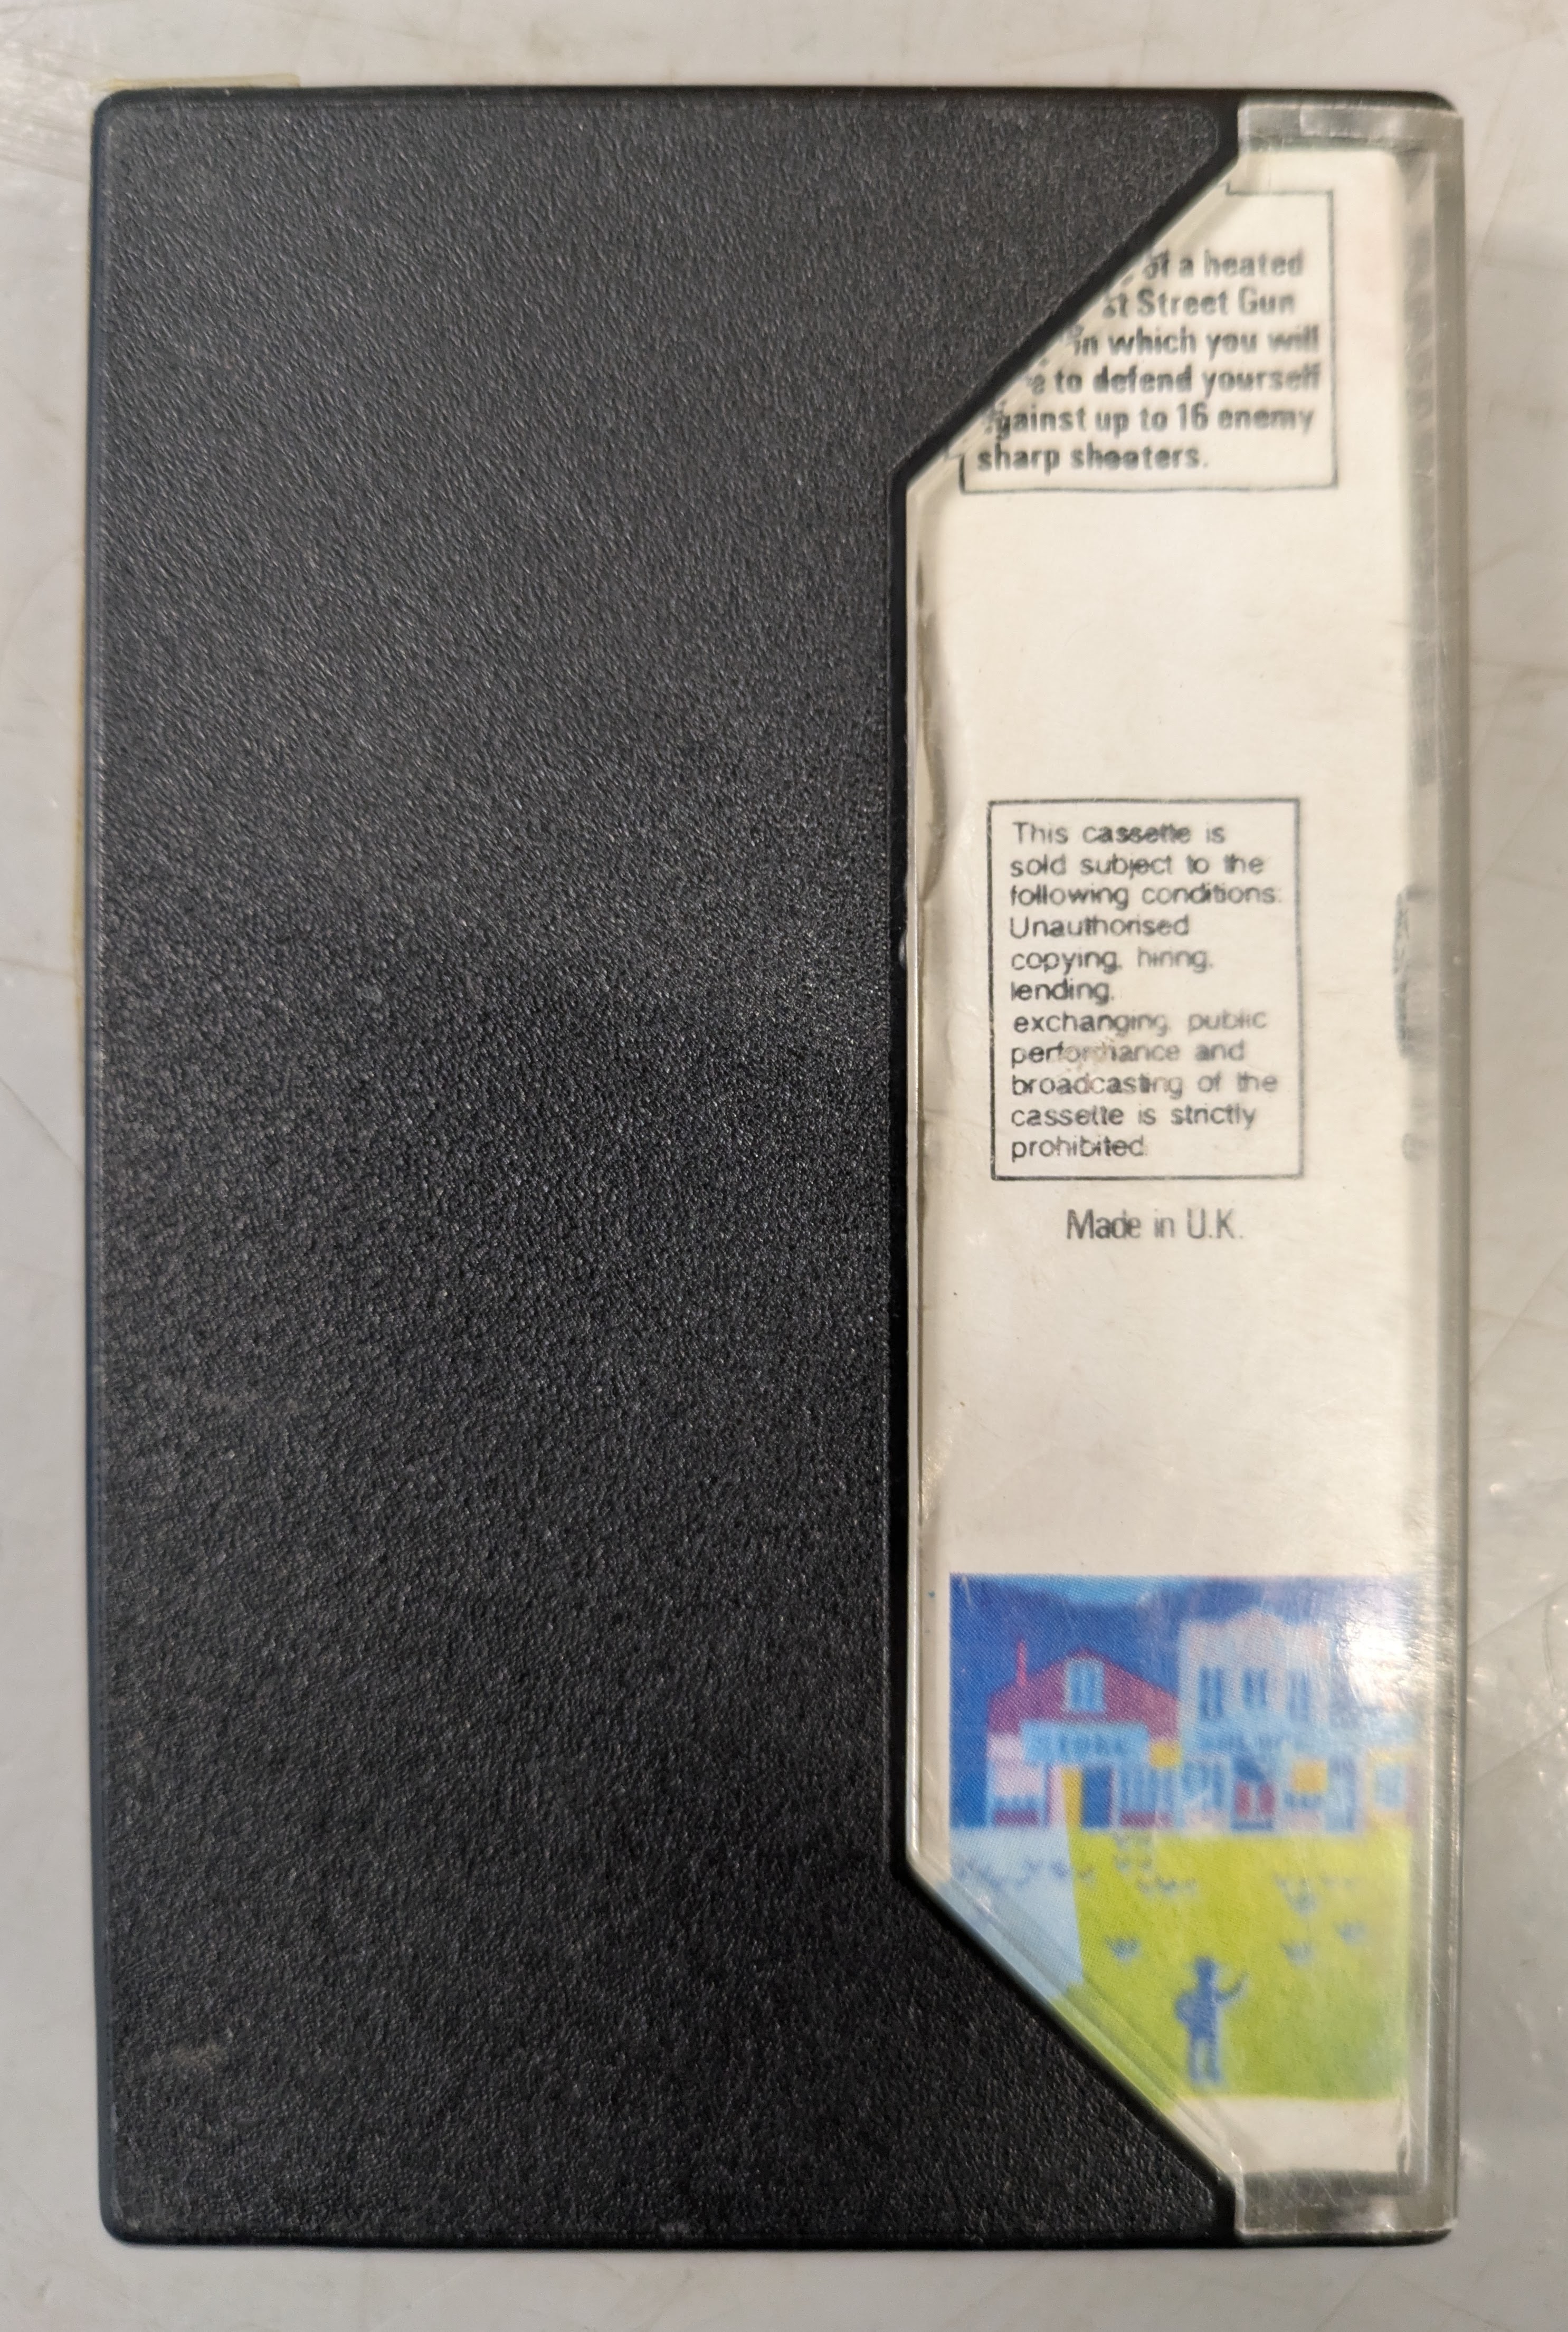 of a heated
st Street Gun
in which you will
e to defend yourself
gainst up to 16 enemy
sharp shooters.
This cassette is
sold subject to the
following conditions:
Unauthorised
copying, hiring,
lending,
exchanging, public
performance and
broadcasting of the
cassette is strictly
prohibited.
Made in U.K.